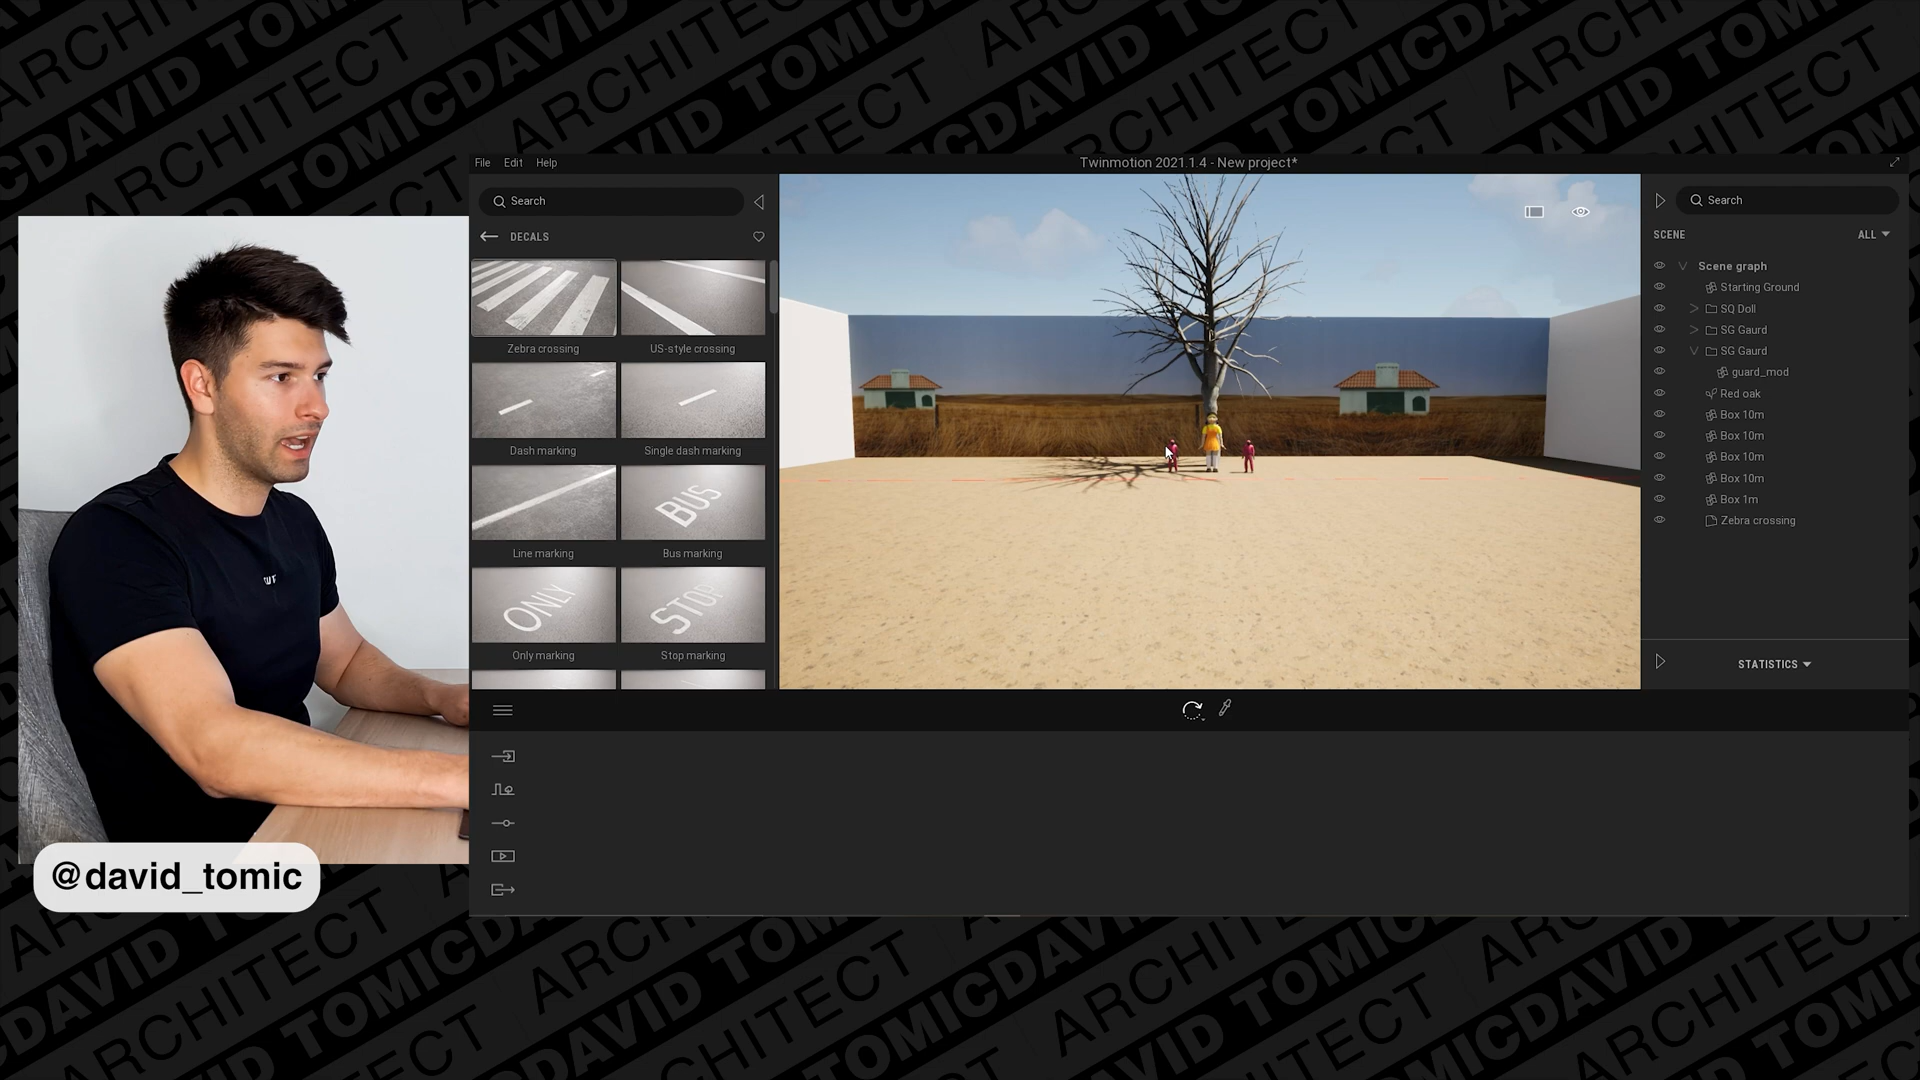 File Edit Help
Twinmotion 2021.1.4 - New project*
Search
DECALS
Zebra crossing
US-style crossing
Dash marking
Single dash marking
BUS
Line marking
Bus marking
ONLY
STOP
Only marking
Stop marking
Search
SCENE
ALL
Scene graph
Starting Ground
SQ Doll
SG Gaurd
SG Gaurd
guard_mod
Red oak
Box 10m
Box 10m
Box 10m
Box 10m
Box 1m
Zebra crossing
STATISTICS
@david_tomic
DAVID TOMIC
ARCHITECT